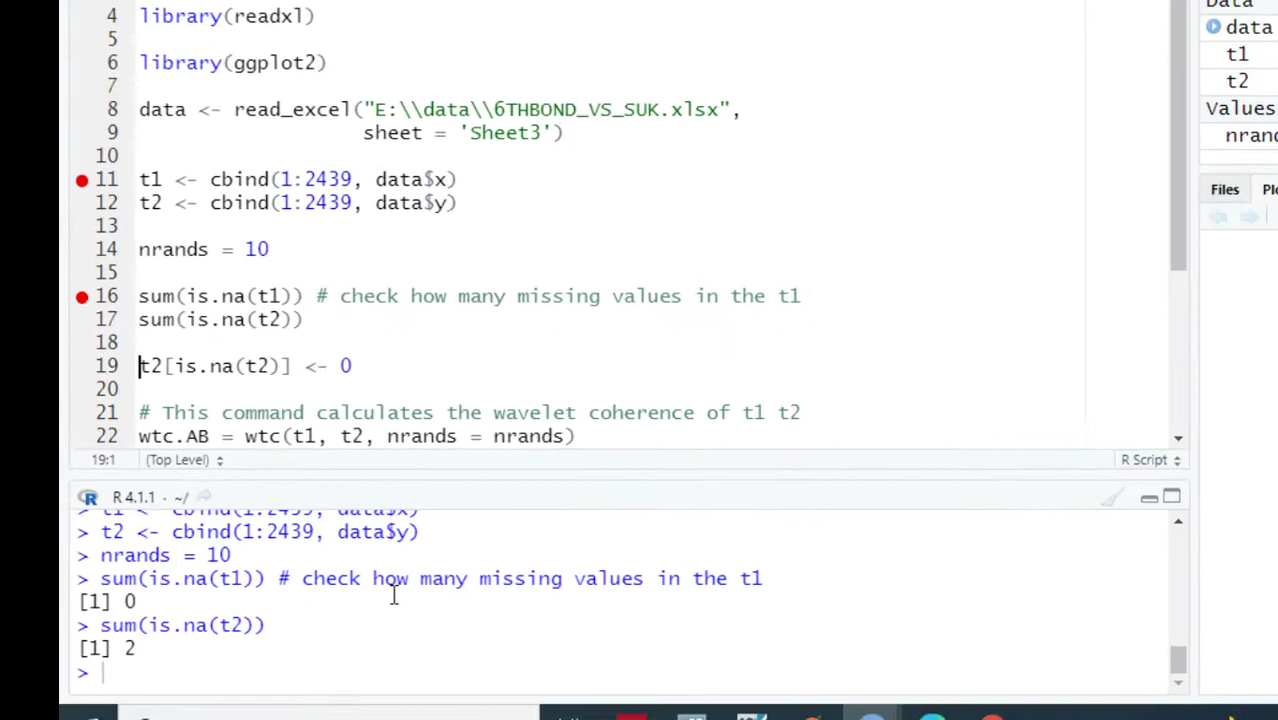 Data
4 library(readxl)
5
data
6 library(ggplot2)
t1
7
t2
8 data <- read_excel("E:\\data\\6THBOND_VS_SUK.xlsx",
Values
9 sheet = 'Sheet3')
nrand
10
11 t1 <- cbind(1:2439, data$x)
12 t2 <- cbind(1:2439, data$y)
Files
13
14 nrands = 10
15
16 sum(is.na(t1)) # check how many missing values in the t1
17 sum(is.na(t2))
18
19 t2[is.na(t2)] <- 0
20
21 # This command calculates the wavelet coherence of t1 t2
22 wtc.AB = wtc(t1, t2, nrands = nrands)
19:1 (Top Level) R Script
R 4.1.1 · ~/
> t1 <- cbind(1:2439, data$x)
> t2 <- cbind(1:2439, data$y)
> nrands = 10
> sum(is.na(t1)) # check how many missing values in the t1
[1] 0
> sum(is.na(t2))
[1] 2
>